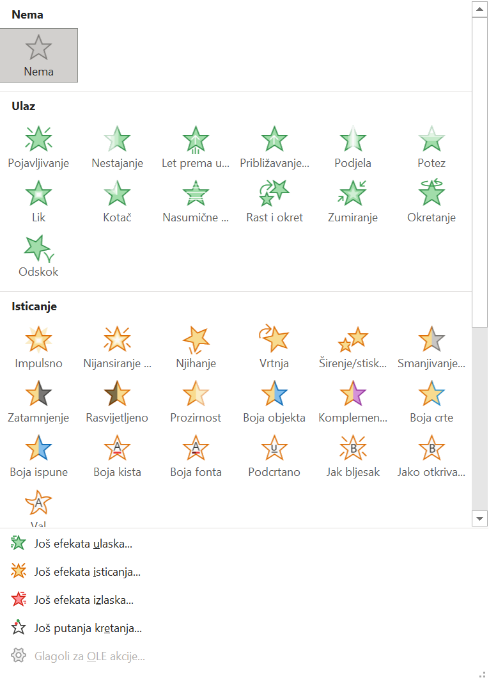 Nema
Nema
Ulaz
Pojavljivanje Nestajanje Let prema u... Približavanje... Podjela Potez
Lik Kotač Nasumične ... Rast i okret Zumiranje Okretanje
Odskok
Isticanje
Impulsno Nijansiranje ... Njihanje Vrtnja Širenje/stisk... Smanjivanje...
Zatamnjenje Rasvijetljeno Prozirnost Boja objekta Komplemen... Boja crte
Boja ispune Boja kista Boja fonta Podcrtano Jak bljesak Jako otkriva...
Val
Još efekata ulaska...
Još efekata isticanja...
Još efekata izlaska...
Još putanja kretanja...
Glagoli za OLE akcije...